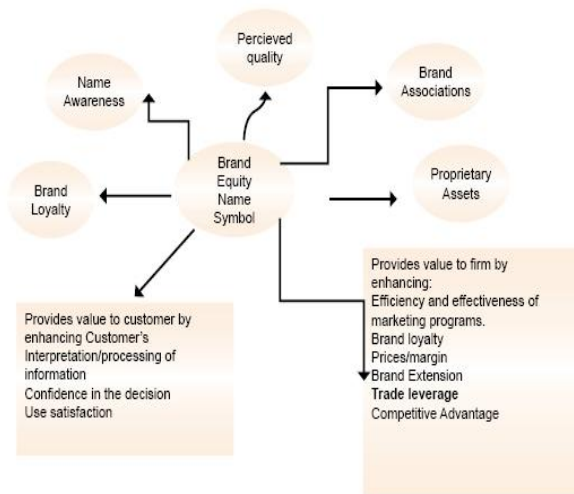 Percieved
quality
Name
Awareness
Brand
Associations
Brand
Equity
Name
Symbol
Brand
Loyalty
Proprietary
Assets
Provides value to customer by
enhancing Customer's
Interpretation/processing of
information
Confidence in the decision
Use satisfaction
Provides value to firm by
enhancing:
Efficiency and effectiveness of
marketing programs.
Brand loyalty
Prices/margin
Brand Extension
Trade leverage
Competitive Advantage